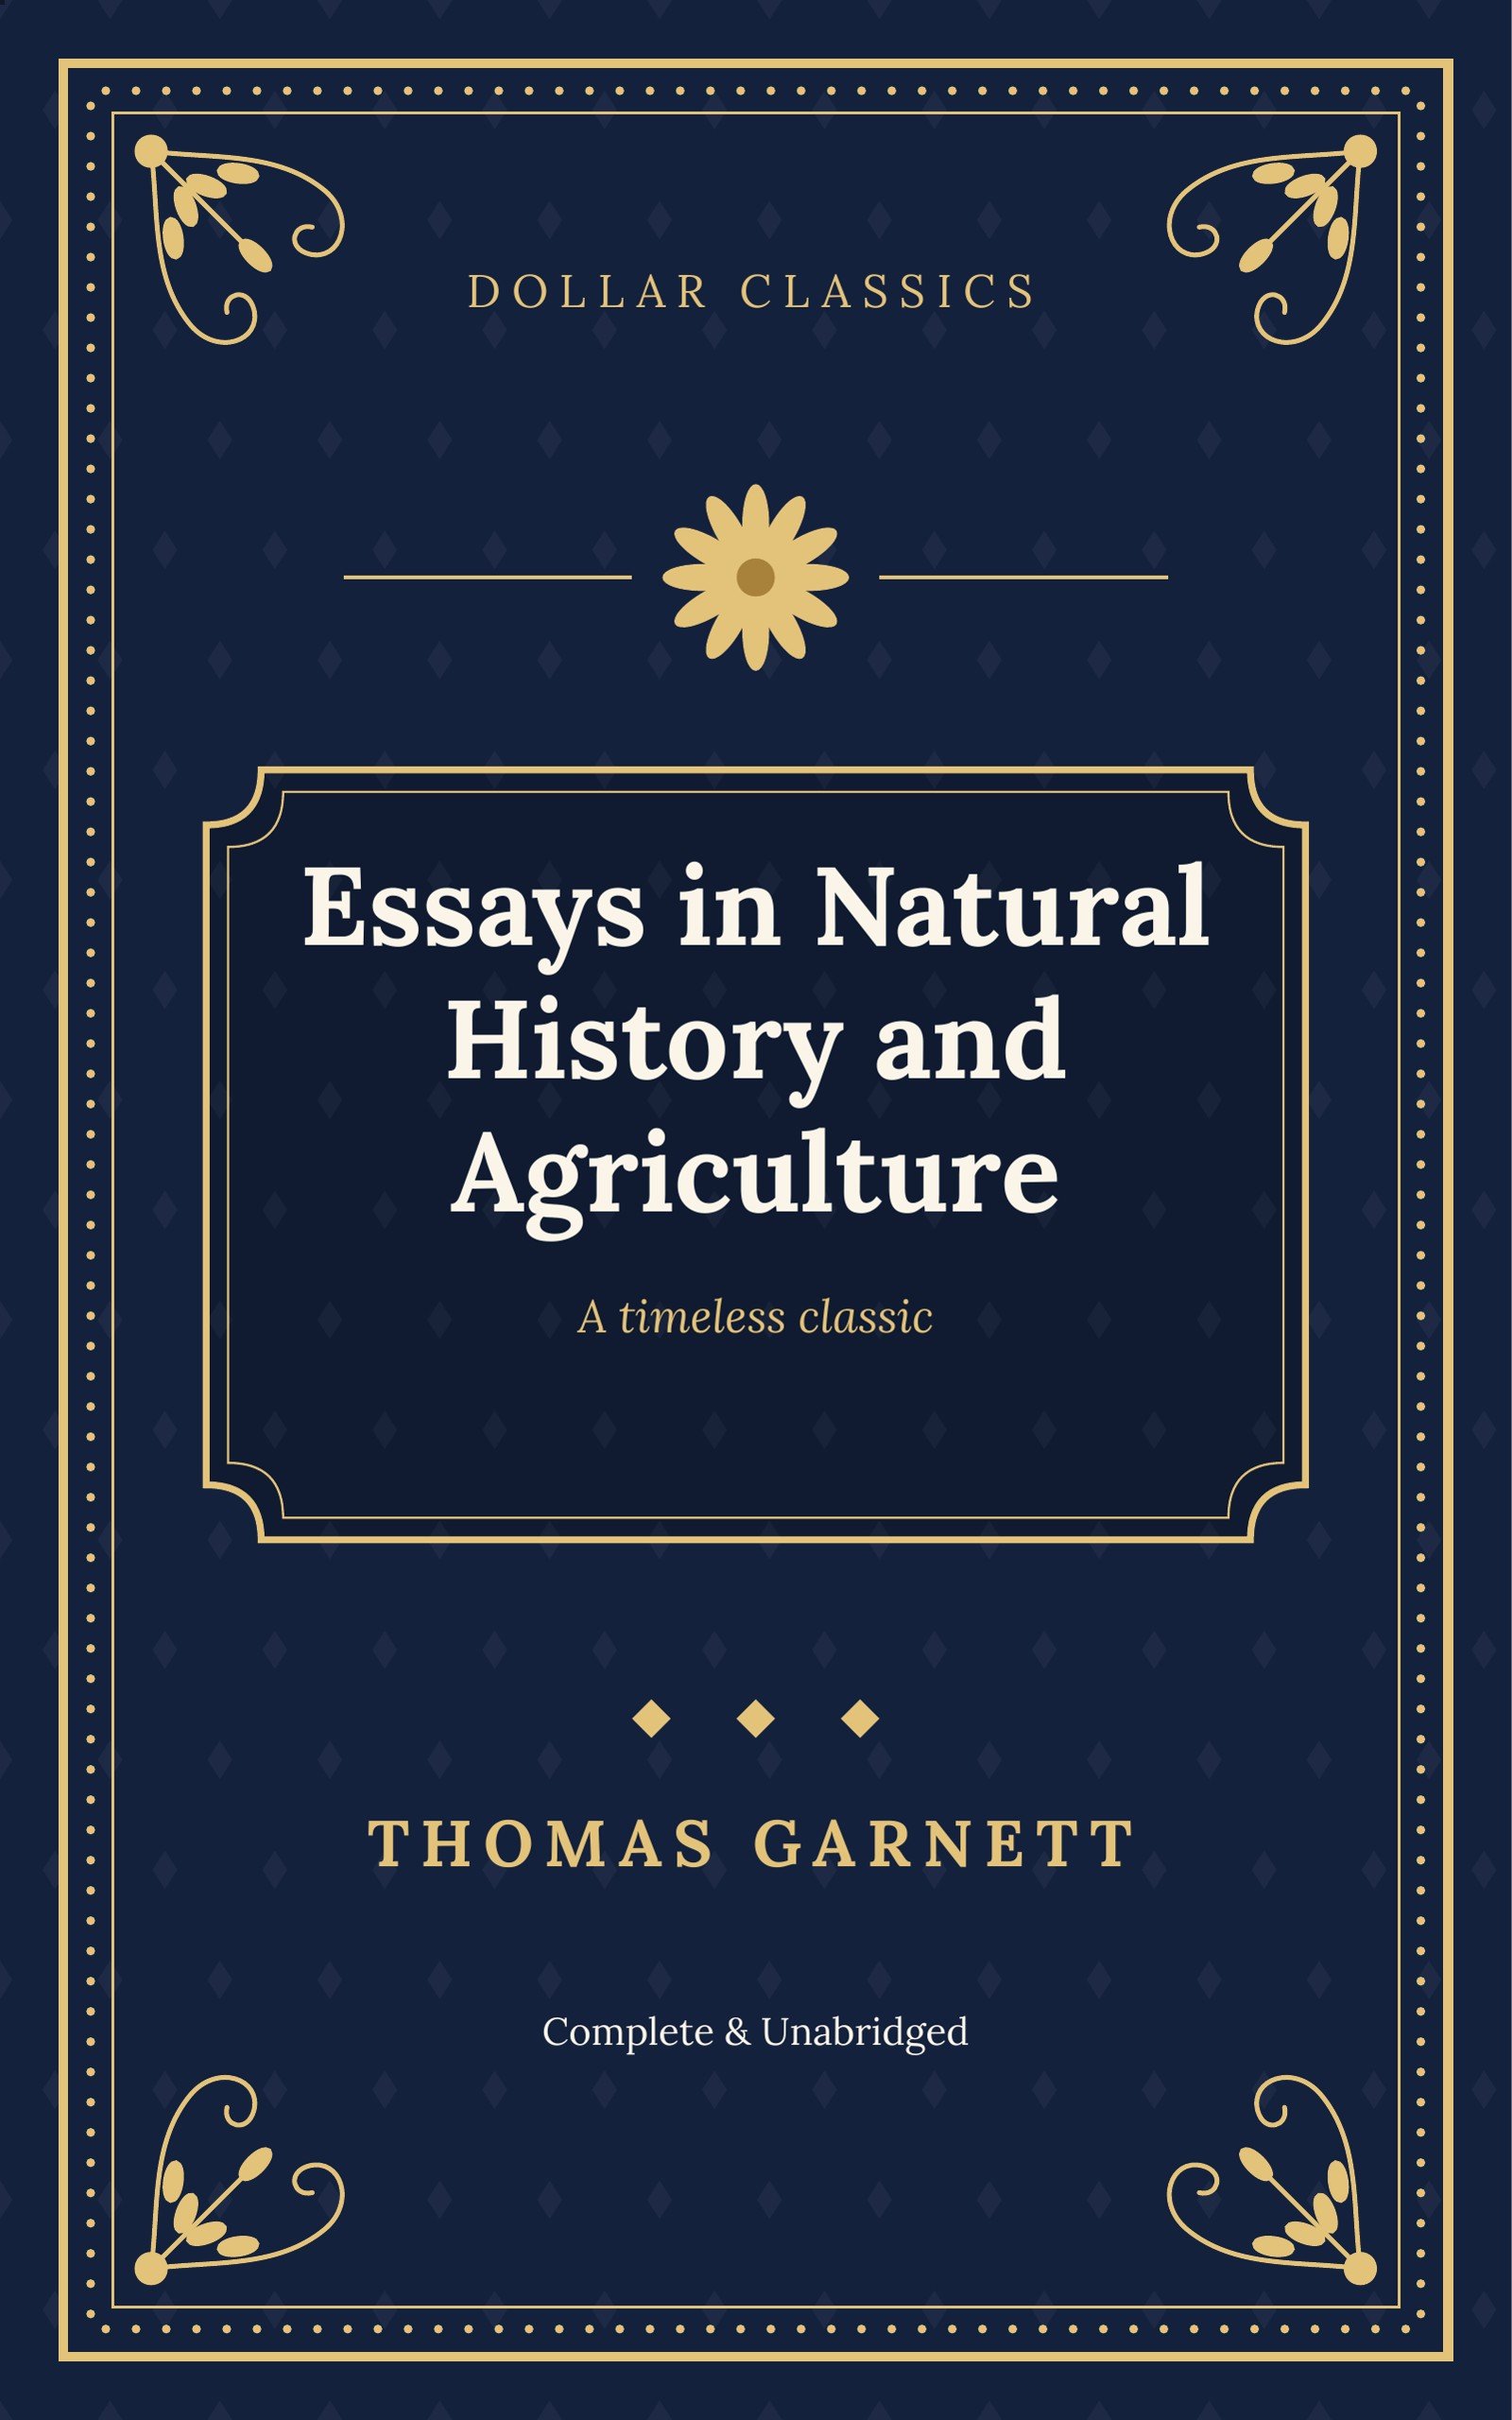 DOLLAR CLASSICS
Essays in Natural
History and
Agriculture
A timeless classic
THOMAS GARNETT
Complete & Unabridged